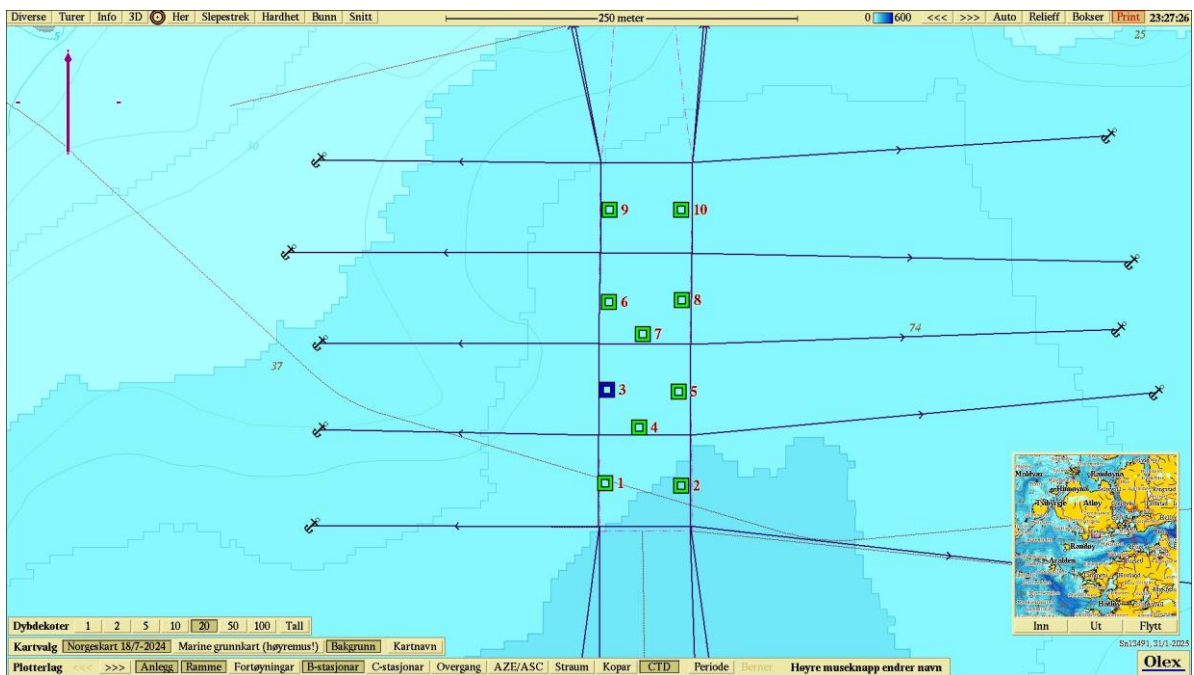 Diverse Turer Info 3D Her Slepestrek Hardhet Bunn Snitt 250 meter 0 600 <<< >>> Auto Relieff Bokser Print 23:27:26
5
25
30
9 10
6 8
7
74
37
3 5
4
1 2
Atløy
Inn Ut Flytt
Dybdekoter 1 2 5 10 20 50 100 Tall
Kartvalg Norgeskart 18/7-2024 Marine grunnkart (høyremus!) Bakgrunn Kartnavn
Sn13491, 31/1-2025
Plotterlag <<< >>> Anlegg Ramme Fortøyningar B-stasjonar C-stasjonar Overgang AZE/ASC Straum Kopar CTD Periode Berner Høyre museknapp endrer navn Olex